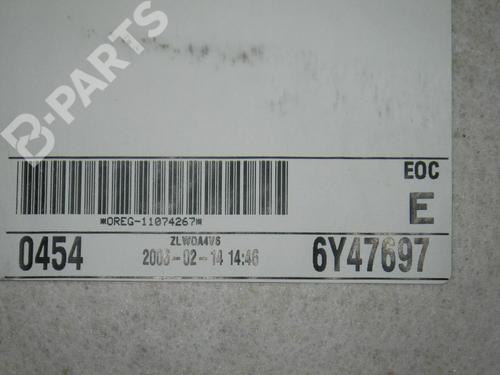 B-PARTS
EOC
*OREG-11074267*
E
0454
ZLWOA4V6
2003-02-14 14:46
6Y47697